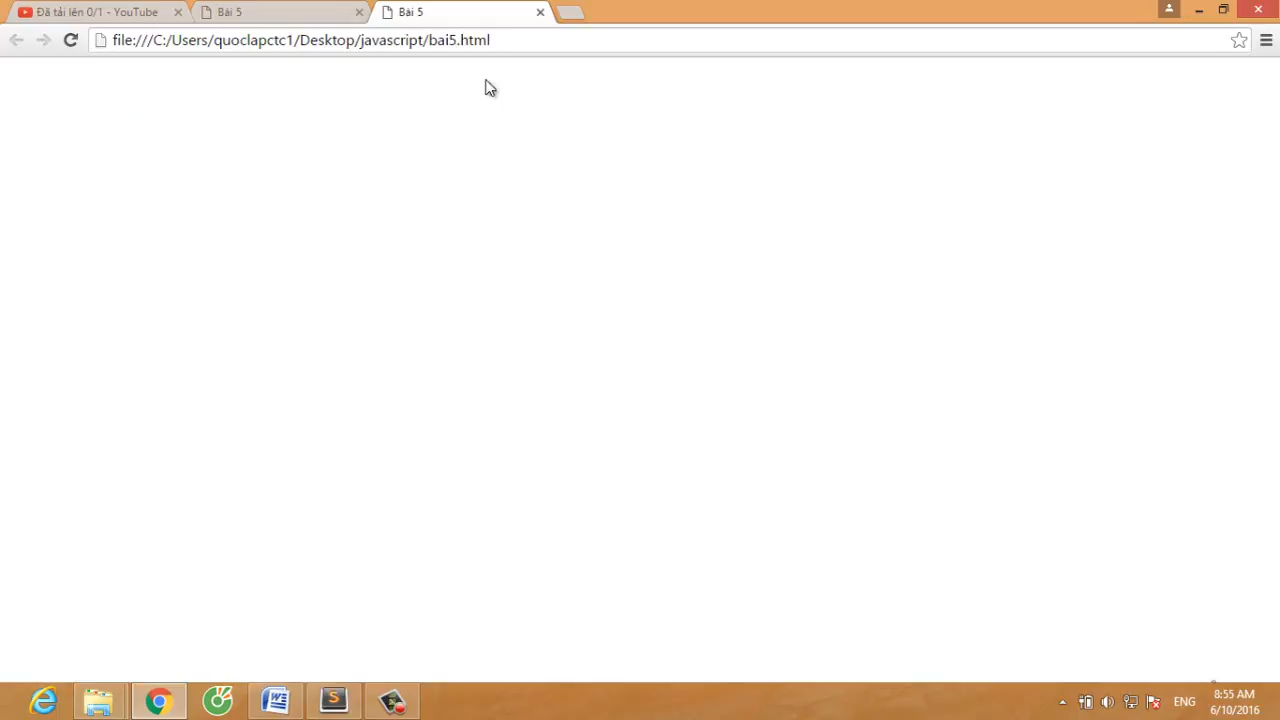 Đã tải lên 0/1 - YouTube
Bài 5
Bài 5
file:///C:/Users/quoclapctc1/Desktop/javascript/bai5.html
ENG
8:55 AM
6/10/2016